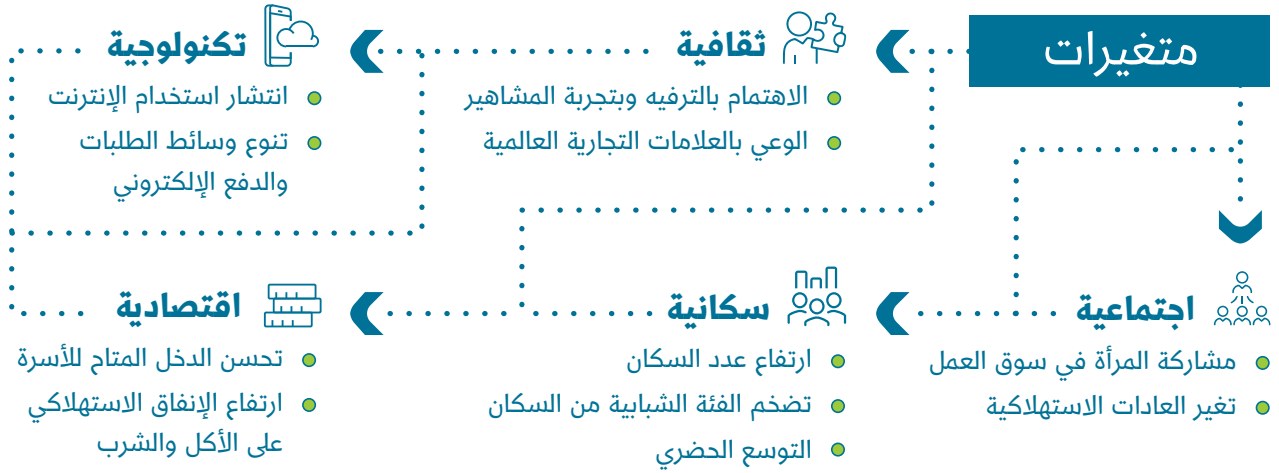 متغيرات
ثقافية
الاهتمام بالترفيه وبتجربة المشاهير
الوعي بالعلامات التجارية العالمية
تكنولوجية
انتشار استخدام الإنترنت
تنوع وسائط الطلبات
والدفع الإلكتروني
اجتماعية
مشاركة المرأة في سوق العمل
تغير العادات الاستهلاكية
سكانية
ارتفاع عدد السكان
تضخم الفئة الشبابية من السكان
التوسع الحضري
اقتصادية
تحسن الدخل المتاح للأسرة
ارتفاع الإنفاق الاستهلاكي
على الأكل والشرب